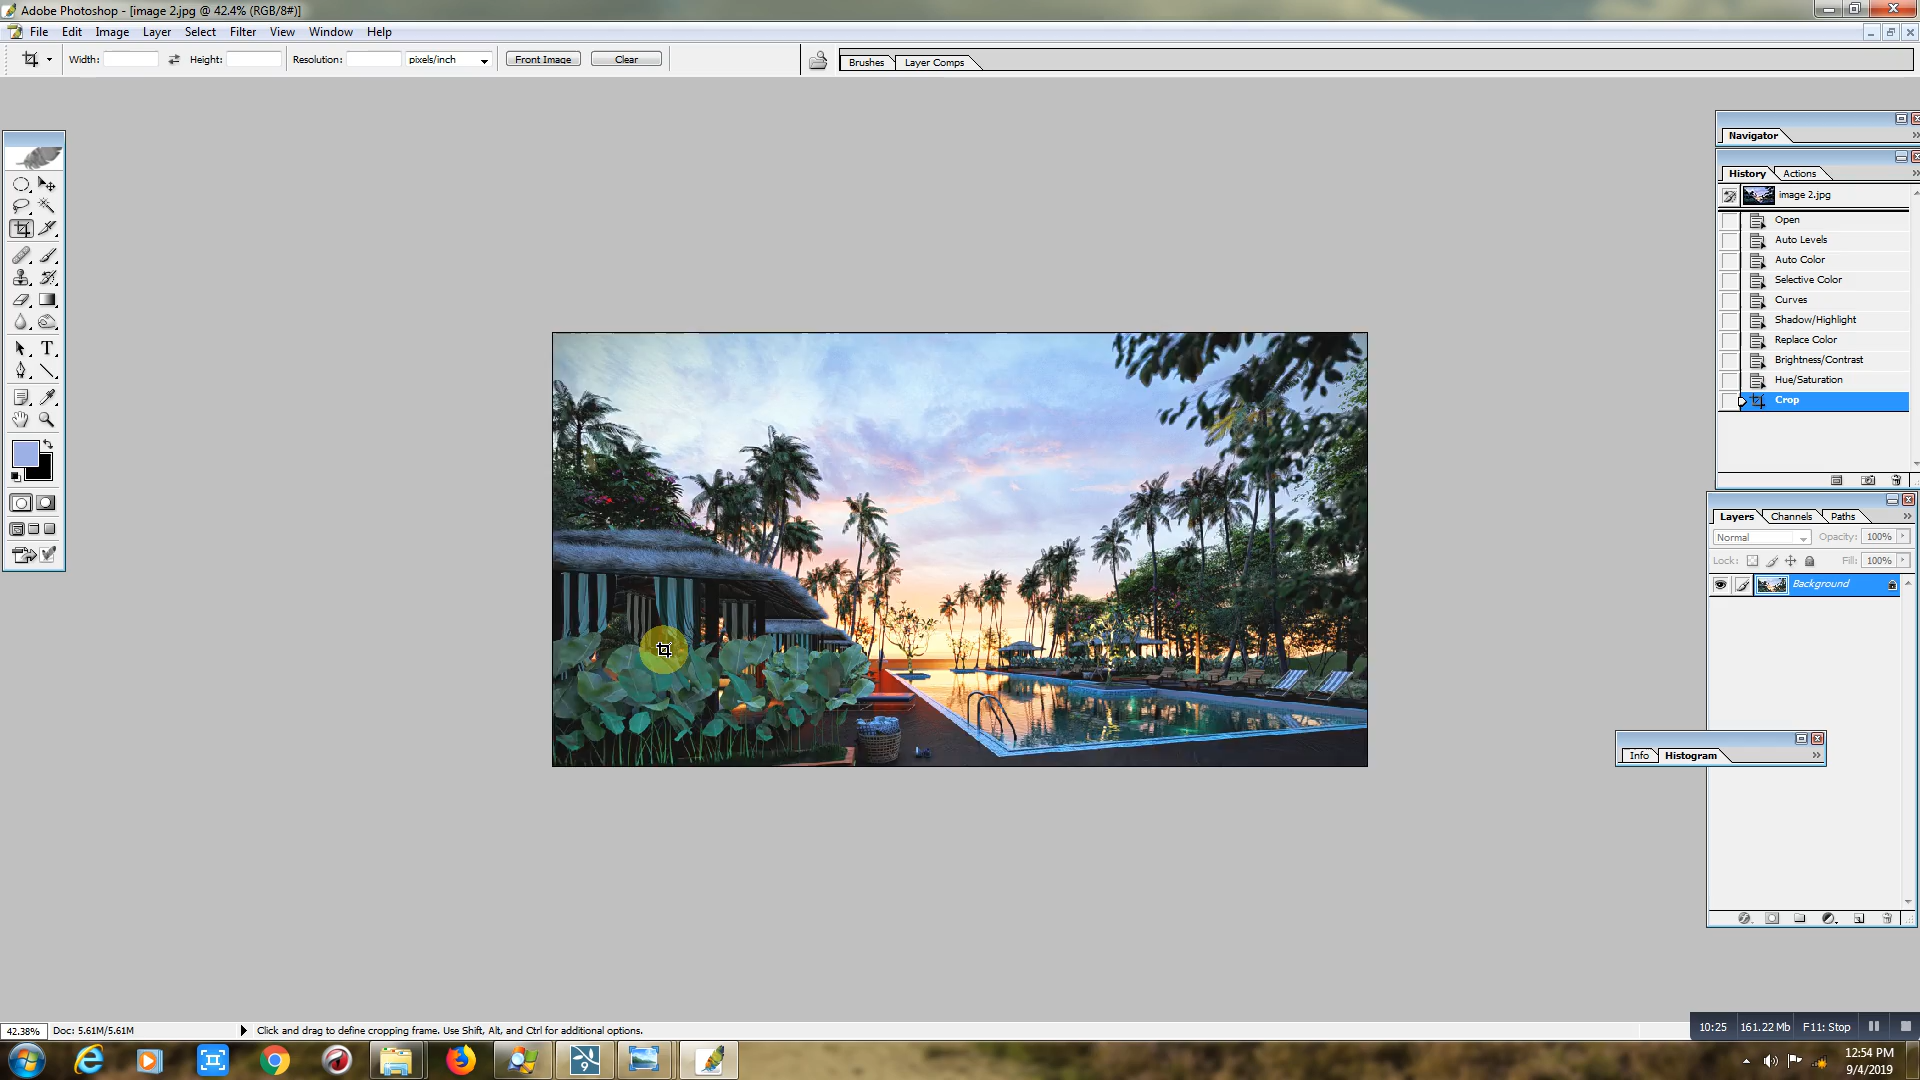 Adobe Photoshop - [image 2.jpg @ 42.4% (RGB/8#)]
File Edit Image Layer Select Filter View Window Help
Width: Height: Resolution: pixels/inch Front Image Clear Brushes Layer Comps
Navigator
History Actions
image 2.jpg
Open
Auto Levels
Auto Color
Selective Color
Curves
Shadow/Highlight
Replace Color
Brightness/Contrast
Hue/Saturation
Crop
T
Layers Channels Paths
Normal Opacity: 100%
Lock: Fill: 100%
Background
Info Histogram
42.38% Doc: 5.61M/5.61M Click and drag to define cropping frame. Use Shift, Alt, and Ctrl for additional options.
10:25 161.22 Mb F11: Stop
9
12:54 PM
9/4/2019